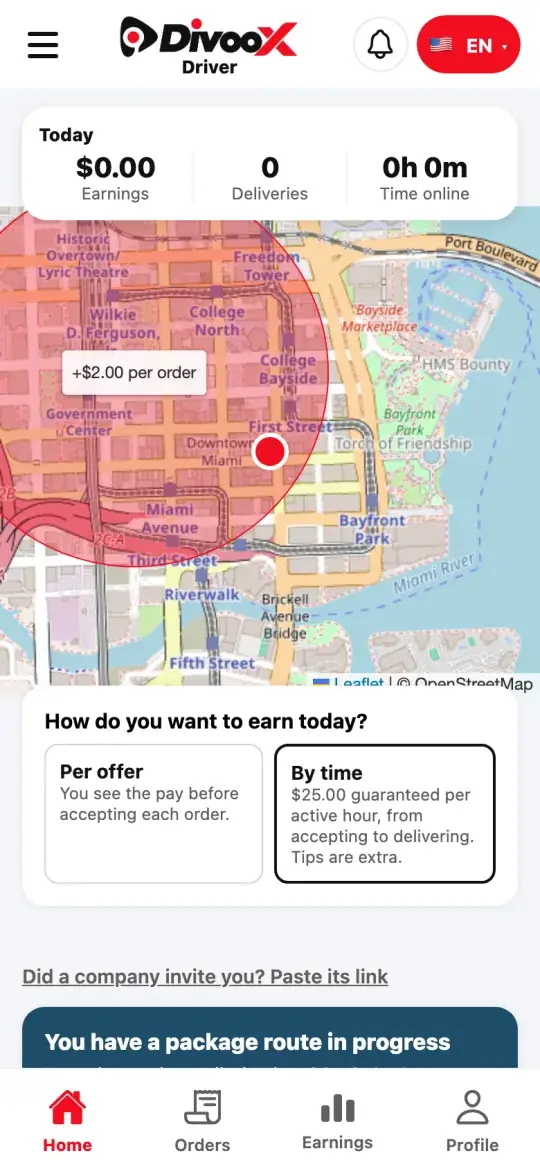 DivooX
Driver
EN
Today
$0.00
Earnings
0
Deliveries
0h 0m
Time online
Port Boulevard
Historic
Overtown/
Lyric Theatre
Freedom
Tower
Wilkie
D. Ferguson,
College
North
Bayside
Marketplace
HMS Bounty
College
Bayside
+$2.00 per order
Government
Center
Bayfront
Park
First Street
Torch of Friendship
Downtown
Miami
2B
Miami
Avenue
2C-A
Bayfront
Park
Third Street
Miami River
Riverwalk
Brickell
Avenue
Bridge
Fifth Street
Leaflet | © OpenStreetMap
How do you want to earn today?
Per offer
You see the pay before
accepting each order.
By time
$25.00 guaranteed per
active hour, from
accepting to delivering.
Tips are extra.
Did a company invite you? Paste its link
You have a package route in progress
Home
Orders
Earnings
Profile